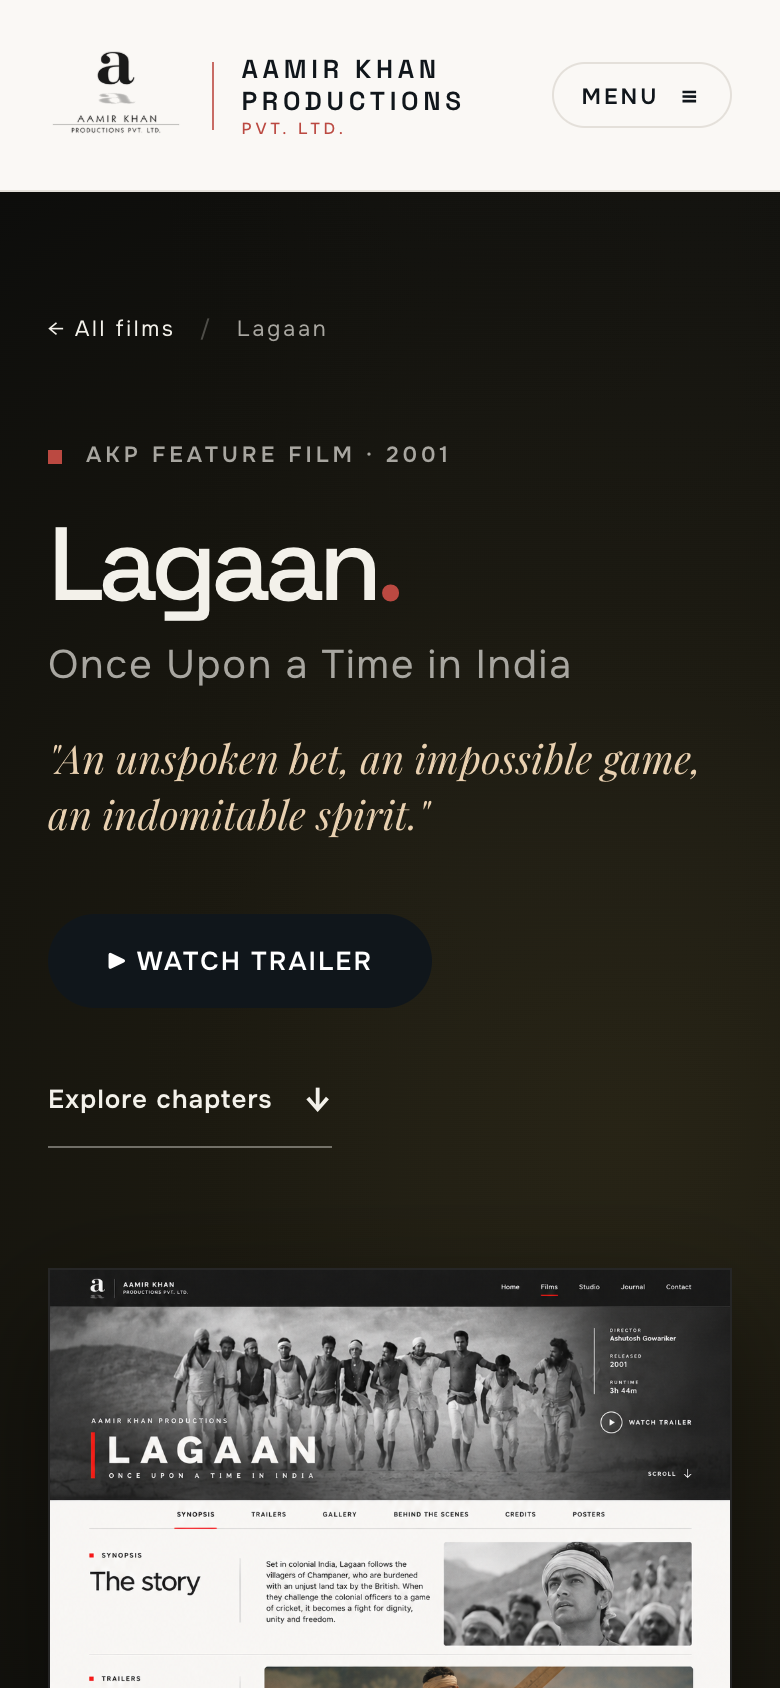 a
AAMIR KHAN
PRODUCTIONS PVT. LTD.
AAMIR KHAN
PRODUCTIONS
PVT. LTD.
MENU
← All films / Lagaan
AKP FEATURE FILM · 2001
Lagaan.
Once Upon a Time in India
"An unspoken bet, an impossible game,
an indomitable spirit."
WATCH TRAILER
Explore chapters ↓
a
AAMIR KHAN
PRODUCTIONS PVT. LTD.
Home Films Studio Journal Contact
DIRECTOR
Ashutosh Gowariker
RELEASED
2001
RUNTIME
3h 44m
WATCH TRAILER
AAMIR KHAN PRODUCTIONS
LAGAAN
ONCE UPON A TIME IN INDIA
SCROLL ↓
SYNOPSIS TRAILERS GALLERY BEHIND THE SCENES CREDITS POSTERS
SYNOPSIS
The story
Set in colonial India, Lagaan follows the
villagers of Champaner, who are burdened
with an unjust land tax by the British. When
they challenge the colonial officers to a game
of cricket, it becomes a fight for dignity,
unity and freedom.
TRAILERS